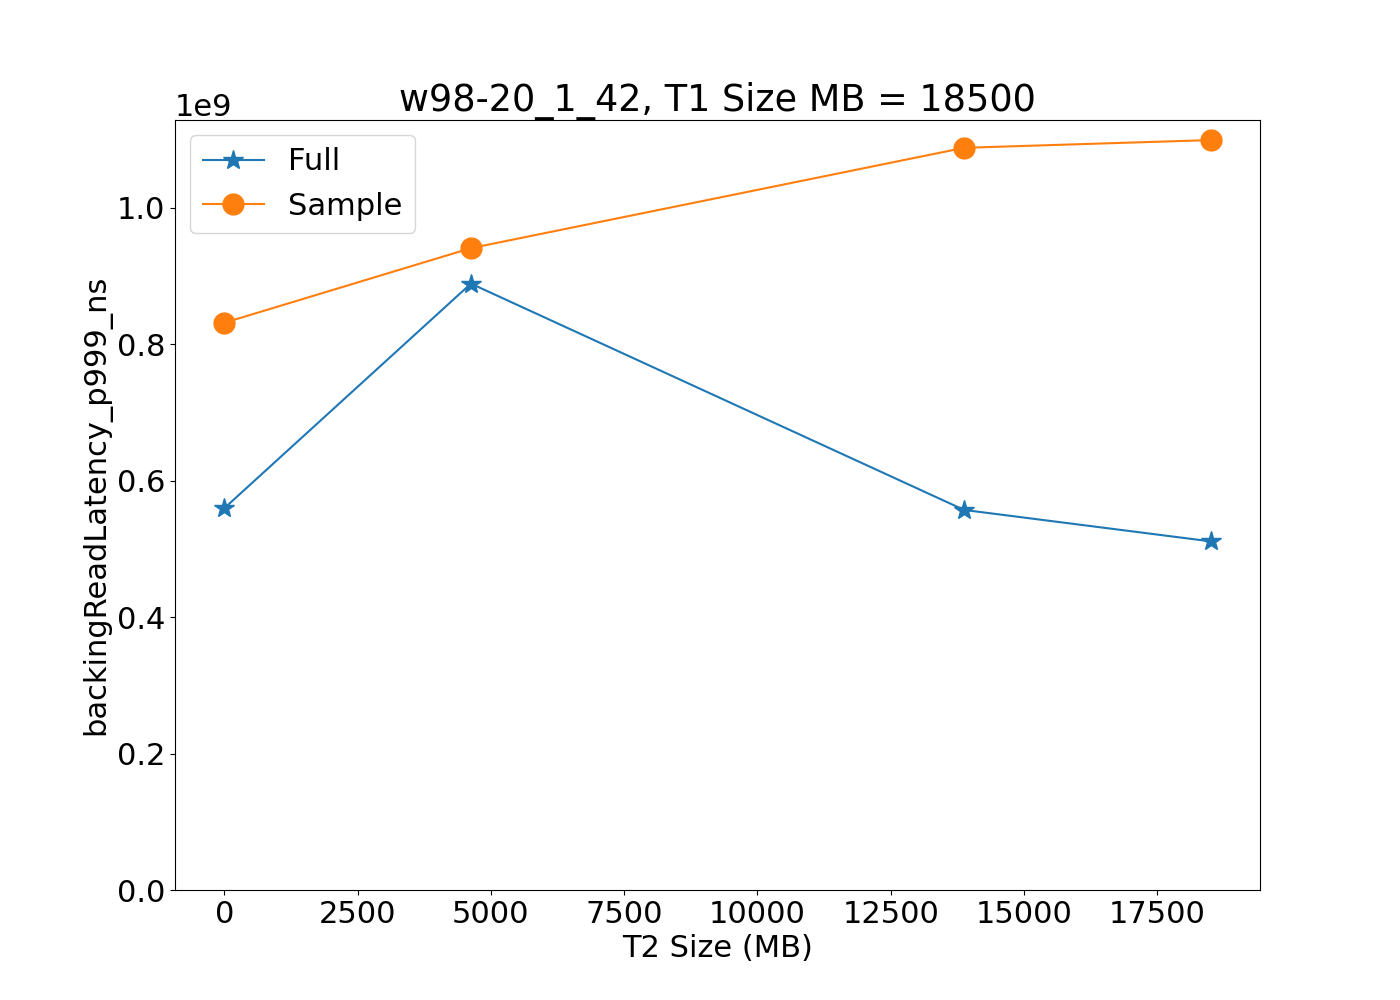 w98-20_1_42, T1 Size MB = 18500
1e9
Full
Sample
1.0
0.8
0.6
0.4
0.2
0.0
backingReadLatency_p999_ns
0 2500 5000 7500 10000 12500 15000 17500
T2 Size (MB)